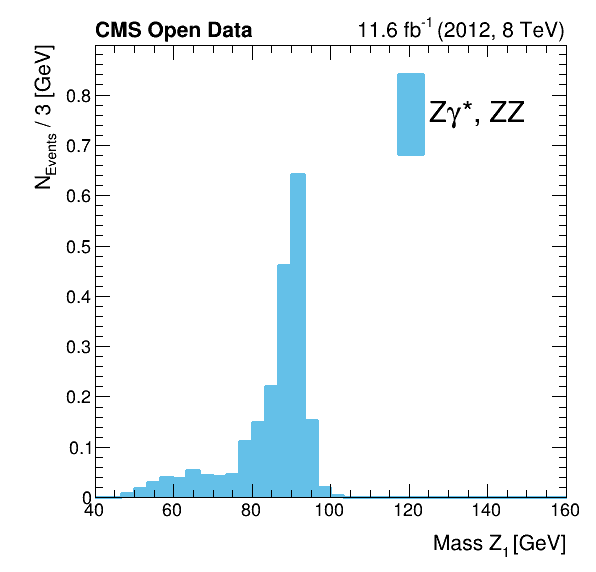 CMS Open Data 11.6 fb⁻¹ (2012, 8 TeV)
N_Events / 3 [GeV]
Zγ*, ZZ
0.8
0.7
0.6
0.5
0.4
0.3
0.2
0.1
0
40 60 80 100 120 140 160
Mass Z₁ [GeV]